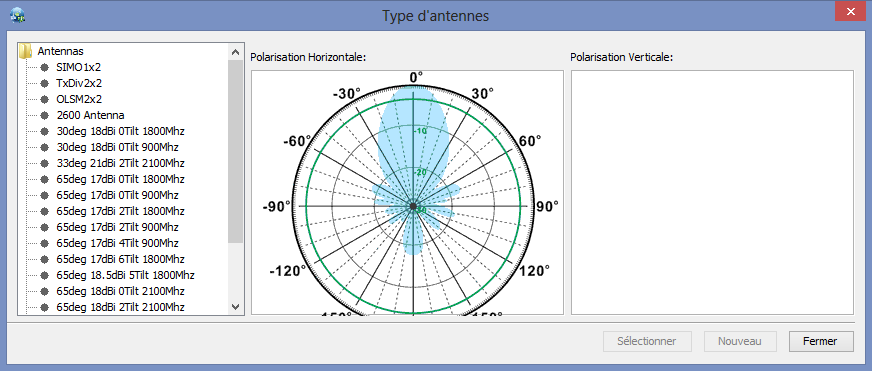 Type d'antennes
Antennas
SIMO1x2
TxDiv2x2
OLSM2x2
2600 Antenna
30deg 18dBi 0Tilt 1800Mhz
30deg 18dBi 0Tilt 900Mhz
33deg 21dBi 2Tilt 2100Mhz
65deg 17dBi 0Tilt 1800Mhz
65deg 17dBi 0Tilt 900Mhz
65deg 17dBi 2Tilt 1800Mhz
65deg 17dBi 2Tilt 900Mhz
65deg 17dBi 4Tilt 900Mhz
65deg 17dBi 6Tilt 1800Mhz
65deg 18.5dBi 5Tilt 1800Mhz
65deg 18dBi 0Tilt 2100Mhz
65deg 18dBi 2Tilt 2100Mhz
Polarisation Horizontale:
0°
-30° 30°
-10
-60° 60°
-20
-90° 90°
-120° 120°
-150° 150°
Polarisation Verticale:
Sélectionner
Nouveau
Fermer